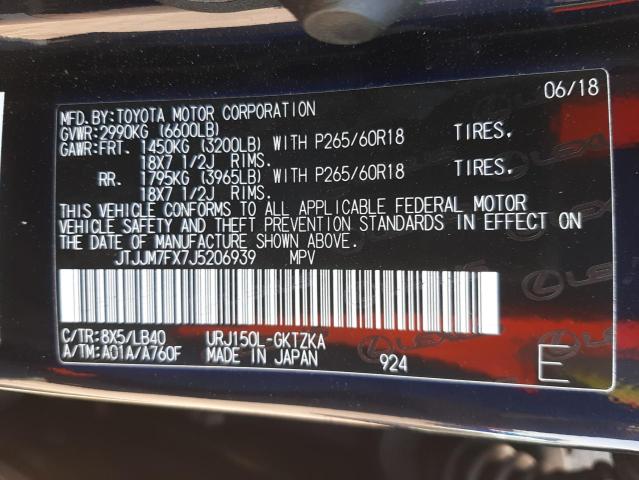 MFD.BY:TOYOTA MOTOR CORPORATION 06/18
GVWR:2990KG (6600LB)
GAWR:FRT. 1450KG (3200LB) WITH P265/60R18 TIRES,
18X7 1/2J RIMS.
RR. 1795KG (3965LB) WITH P265/60R18 TIRES,
18X7 1/2J RIMS.
THIS VEHICLE CONFORMS TO ALL APPLICABLE FEDERAL MOTOR
VEHICLE SAFETY AND THEFT PREVENTION STANDARDS IN EFFECT ON
THE DATE OF MANUFACTURE SHOWN ABOVE.
JTJJM7FX7J5206939 MPV
C/TR:8X5/LB40 URJ150L-GKTZKA
A/TM:A01A/A760F MADE IN JAPAN 924 E
LEXUS